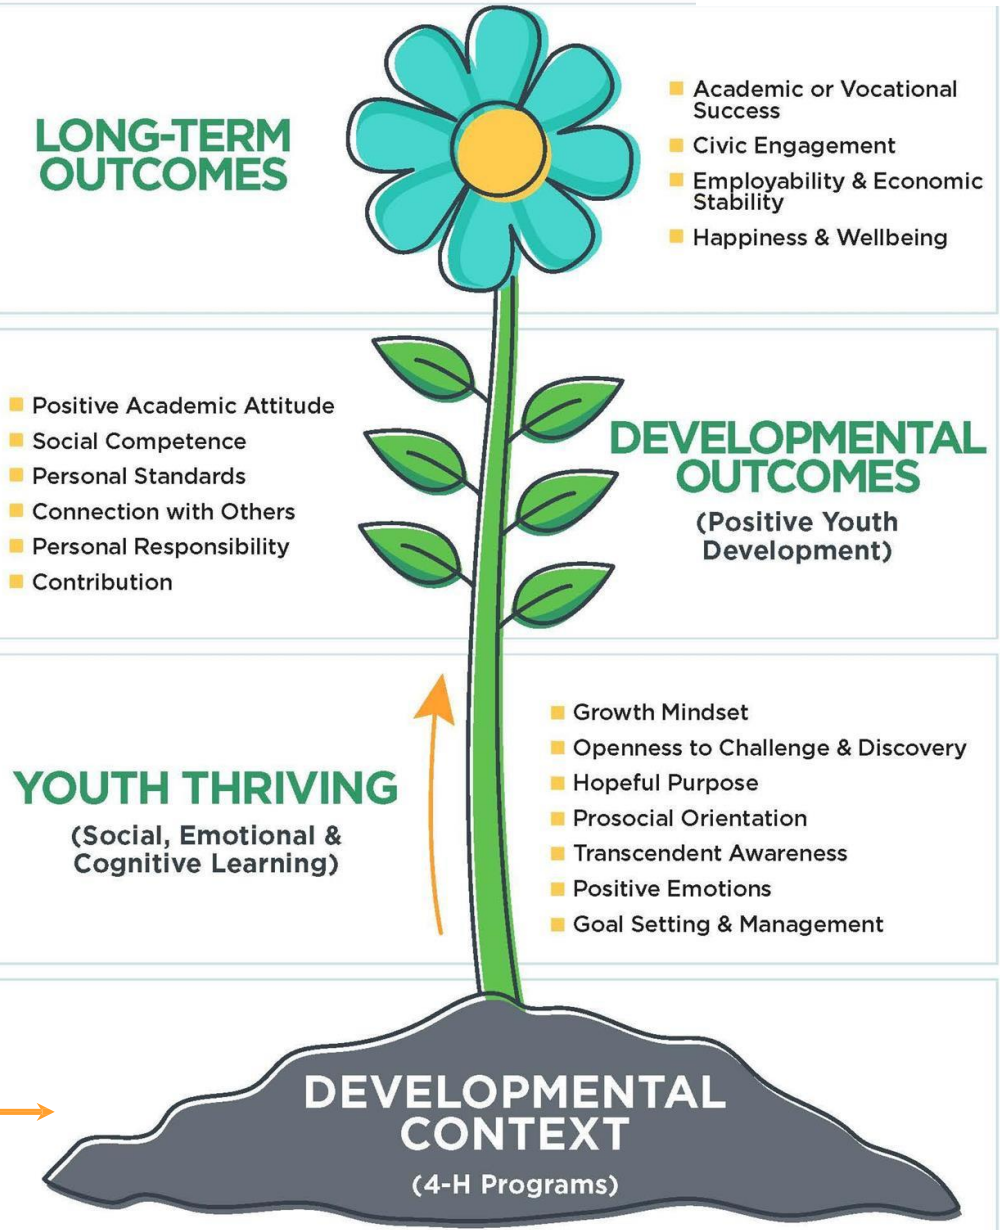 LONG-TERM
OUTCOMES
Academic or Vocational
Success
Civic Engagement
Employability & Economic
Stability
Happiness & Wellbeing
Positive Academic Attitude
Social Competence
Personal Standards
Connection with Others
Personal Responsibility
Contribution
DEVELOPMENTAL
OUTCOMES
(Positive Youth
Development)
YOUTH THRIVING
(Social, Emotional &
Cognitive Learning)
Growth Mindset
Openness to Challenge & Discovery
Hopeful Purpose
Prosocial Orientation
Transcendent Awareness
Positive Emotions
Goal Setting & Management
DEVELOPMENTAL
CONTEXT
(4-H Programs)